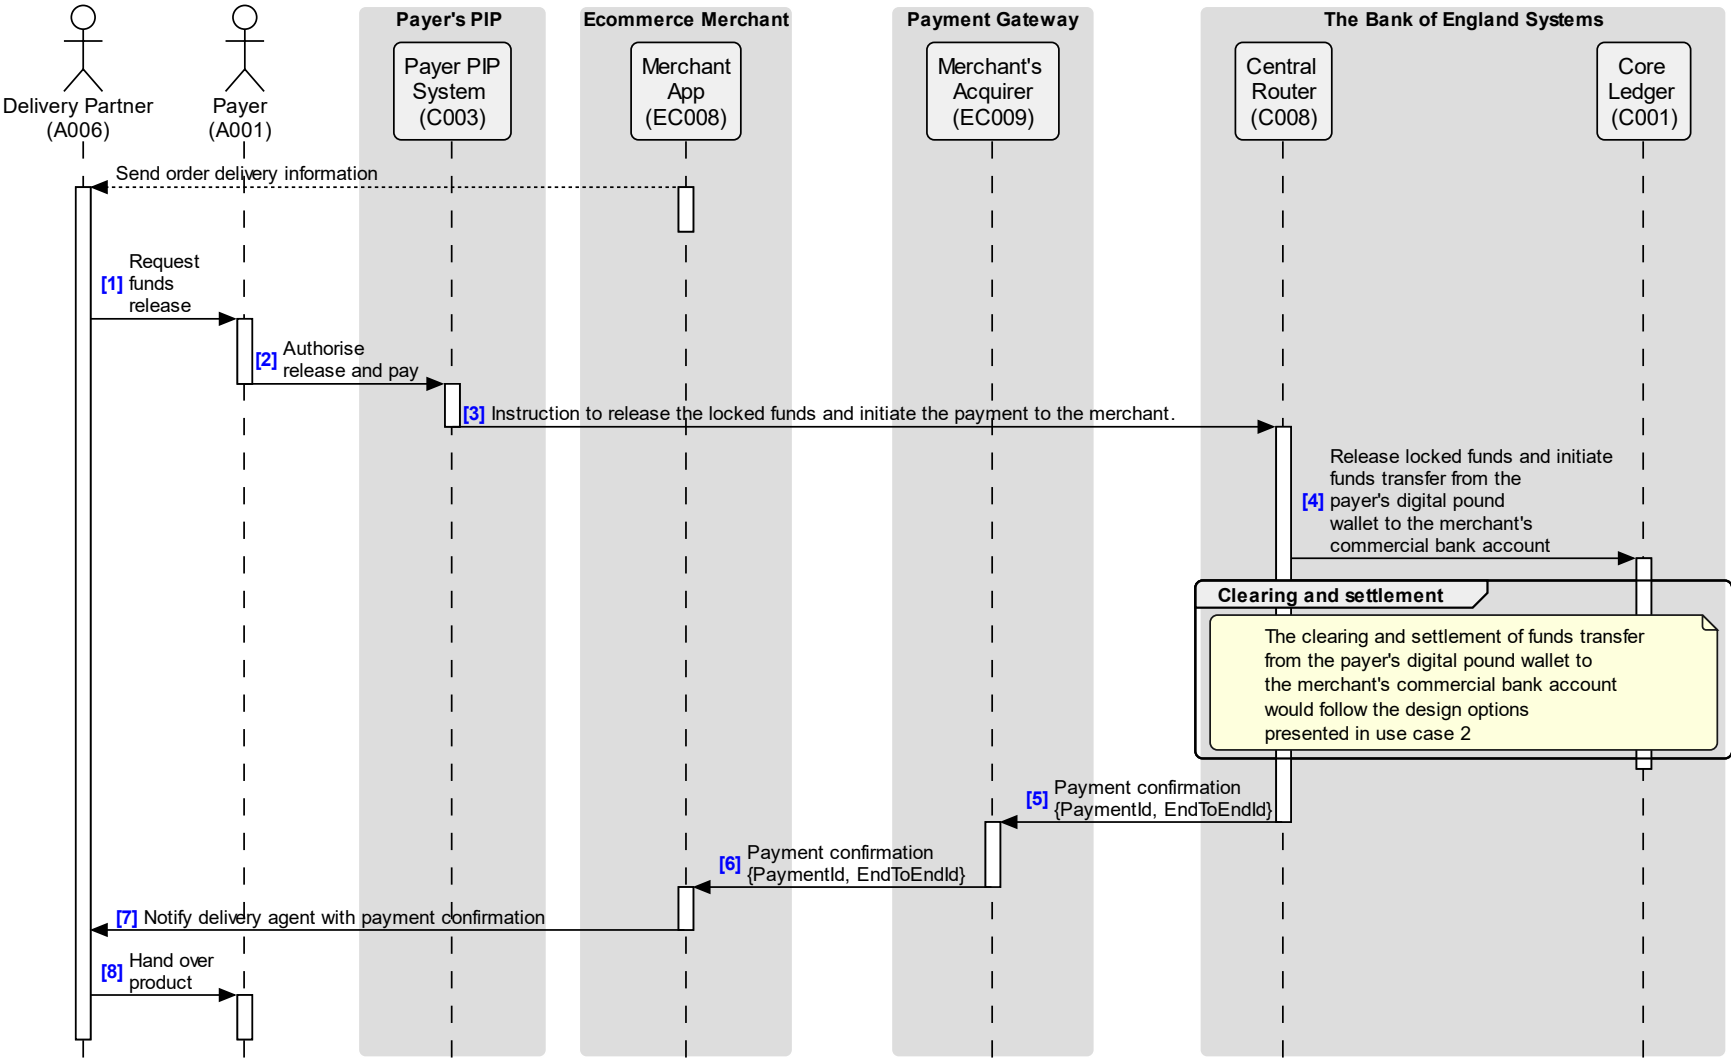 Payer's PIP
Ecommerce Merchant
Payment Gateway
The Bank of England Systems
Delivery Partner
(A006)
Payer
(A001)
Payer PIP
System
(C003)
Merchant
App
(EC008)
Merchant's
Acquirer
(EC009)
Central
Router
(C008)
Core
Ledger
(C001)
Send order delivery information
[1] Request
funds
release
[2] Authorise
release and pay
[3] Instruction to release the locked funds and initiate the payment to the merchant.
[4] Release locked funds and initiate
funds transfer from the
payer's digital pound
wallet to the merchant's
commercial bank account
Clearing and settlement
The clearing and settlement of funds transfer
from the payer's digital pound wallet to
the merchant's commercial bank account
would follow the design options
presented in use case 2
[5] Payment confirmation
{PaymentId, EndToEndId}
[6] Payment confirmation
{PaymentId, EndToEndId}
[7] Notify delivery agent with payment confirmation
[8] Hand over
product